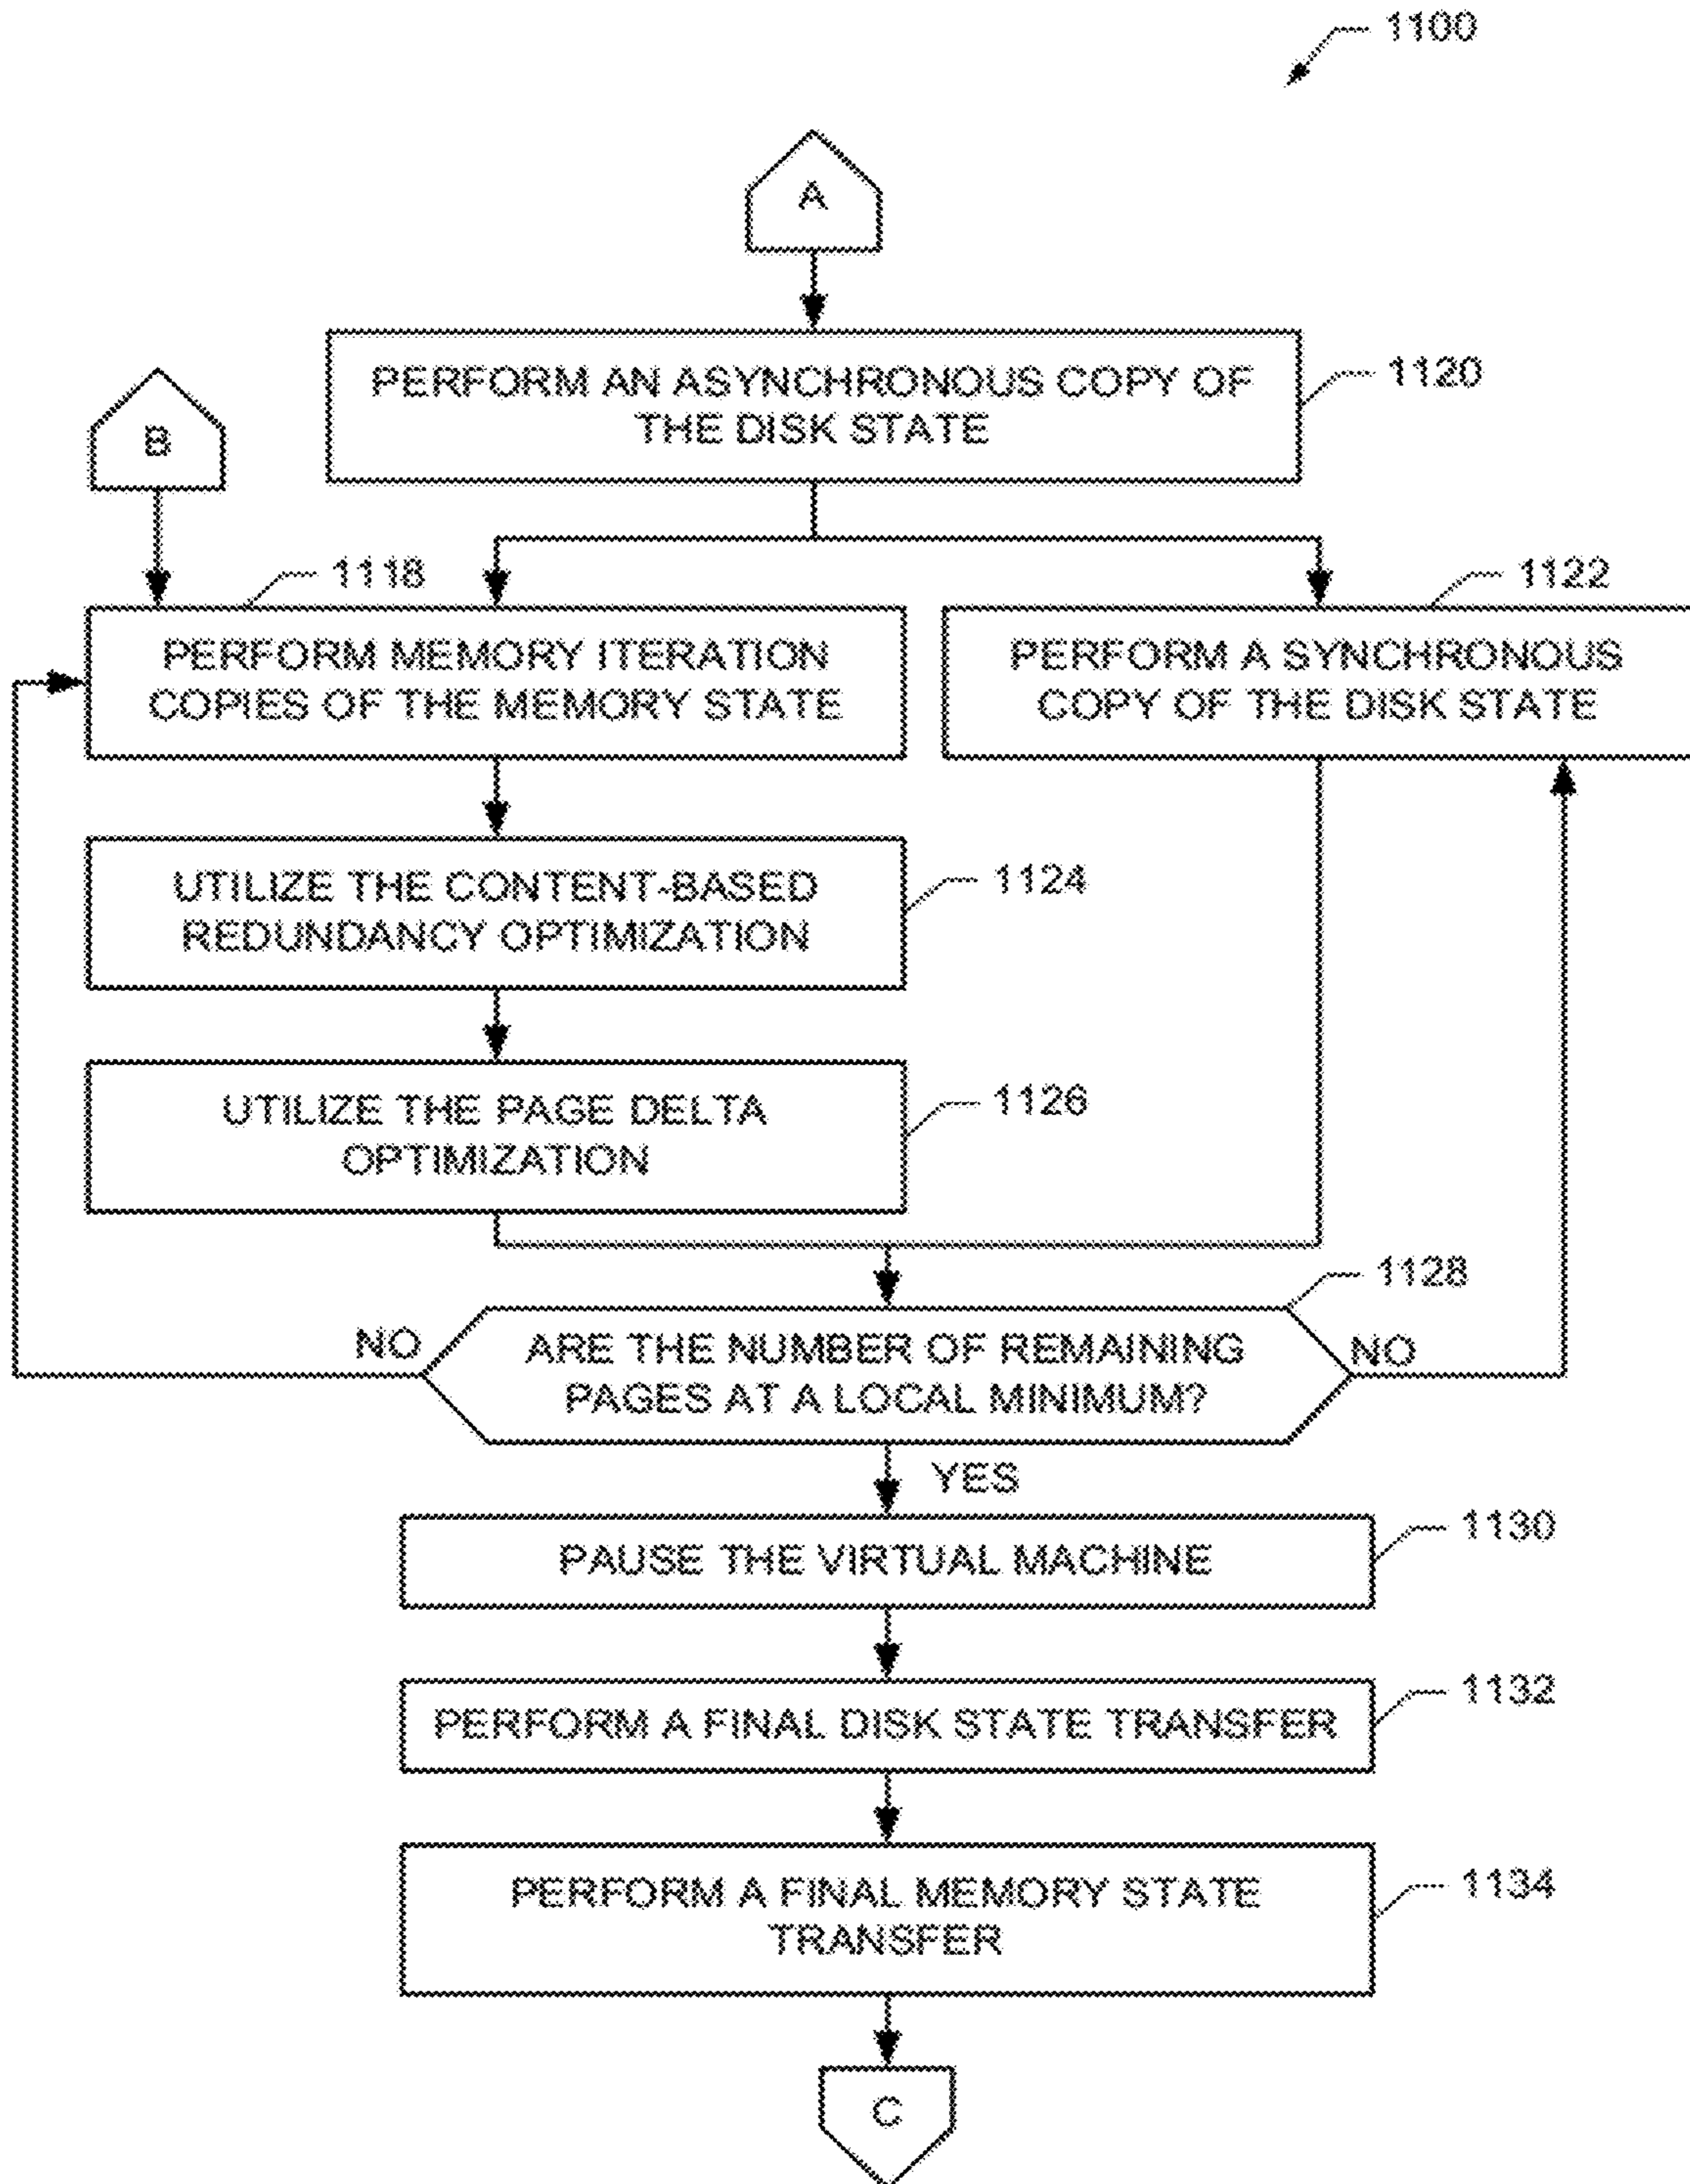 1100
A
PERFORM AN ASYNCHRONOUS COPY OF
THE DISK STATE
1120
B
1118
1122
PERFORM MEMORY ITERATION
COPIES OF THE MEMORY STATE
PERFORM A SYNCHRONOUS
COPY OF THE DISK STATE
UTILIZE THE CONTENT-BASED
REDUNDANCY OPTIMIZATION
1124
UTILIZE THE PAGE DELTA
OPTIMIZATION
1126
1128
NO
ARE THE NUMBER OF REMAINING
PAGES AT A LOCAL MINIMUM?
NO
YES
PAUSE THE VIRTUAL MACHINE
1130
PERFORM A FINAL DISK STATE TRANSFER
1132
PERFORM A FINAL MEMORY STATE
TRANSFER
1134
C